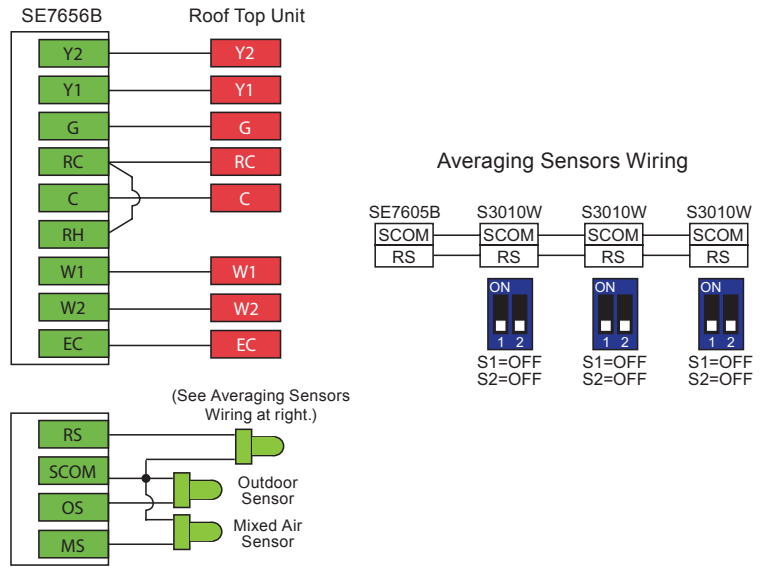 SE7656B
Roof Top Unit
Y2
Y2
Y1
Y1
G
G
RC
RC
C
C
RH
W1
W1
W2
W2
EC
EC
Averaging Sensors Wiring
SE7605B
S3010W
S3010W
S3010W
SCOM
SCOM
SCOM
SCOM
RS
RS
RS
RS
ON
ON
ON
1 2
1 2
1 2
S1=OFF
S1=OFF
S1=OFF
S2=OFF
S2=OFF
S2=OFF
(See Averaging Sensors
Wiring at right.)
RS
SCOM
OS
MS
Outdoor
Sensor
Mixed Air
Sensor